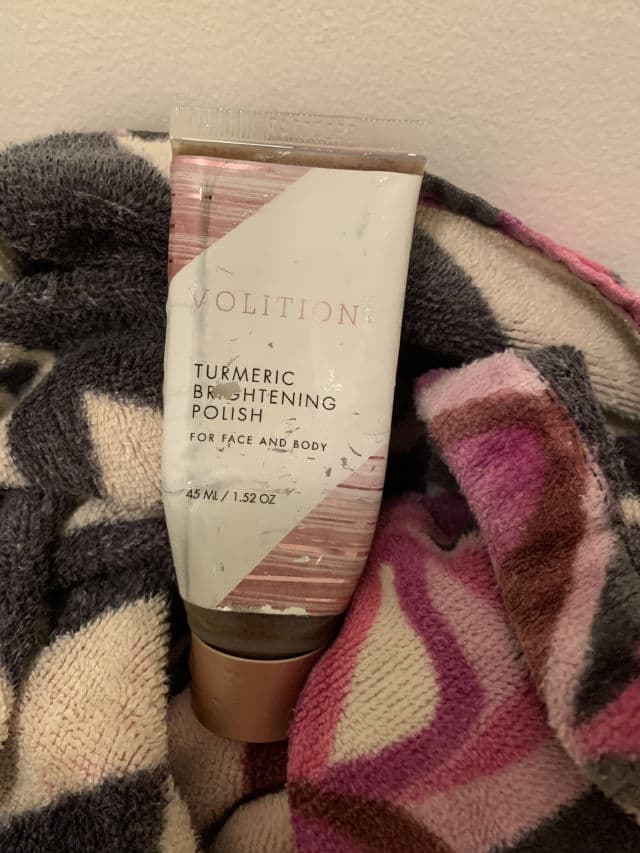 VOLITION
TURMERIC
BRIGHTENING
POLISH
FOR FACE AND BODY
45 ML / 1.52 OZ